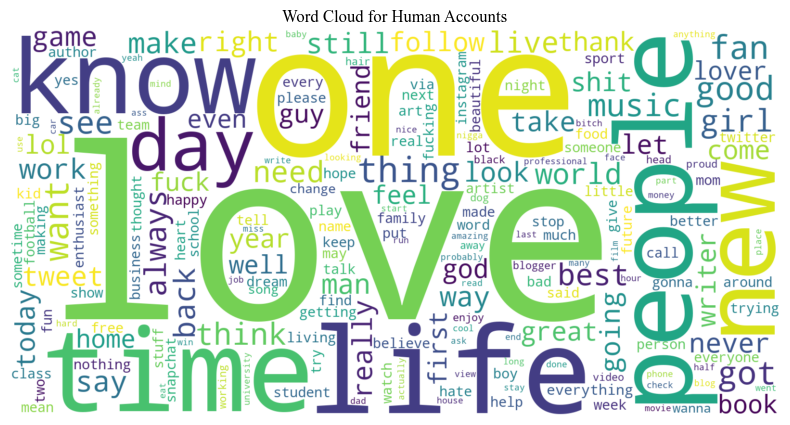 Word Cloud for Human Accounts
game
author
yes
know
big
see
lol
work
make
right
yeah
cat
car
mind
already
ass
team
even
day
baby
hair
still
every
please
guy
one
friend
follow
via
next
art
real
instagram
fucking
nice
nigga
beautiful
live
night
lot
black
bitch
take
thank
sport
shit
music
food
someone
anything
lover
fan
good
girl
let
twitter
come
people
new
head
proud
mom
face
part
money
better
place
use
kid
want
tweet
football
making
sometime
enthusiast
something
business
thought
always
write
fuck
happy
heart
school
need
looking
hope
change
thing
feel
look
professional
world
artist
dog
little
give
future
film
love
tell
miss
year
well
job
dream
song
play
start
name
keep
may
talk
find
getting
family
put
ruh
man
made
word
away
amazing
probably
last
god
read
way
stop
much
blogger
bad
many
best
said
hour
going
writer
call
gonna
around
trying
today
show
fun
home
hard
free
say
class
two
mean
nothing
stuff
snapchat
eat
win
back
think
working
university
time
living
try
student
dad
life
believe
watch
really
actually
house
first
hate
enjoy
cool
ask
view
boy
stay
end
long
help
great
done
video
everything
week
person
phone
check
movie
wanna
everyone
half
blog
never
got
went
book